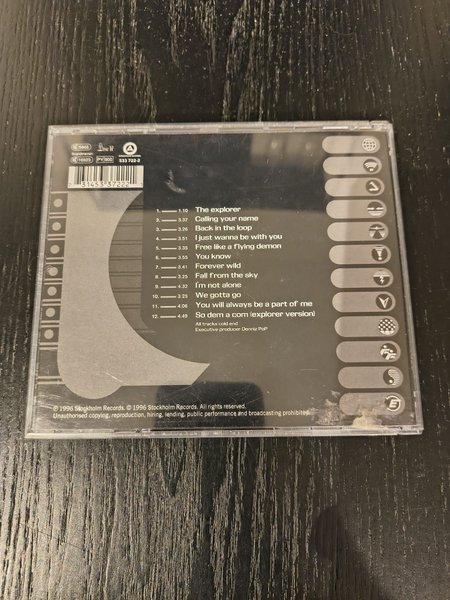 533 722-2
31453 37222
1. 1.10 The explorer
2. 3.37 Calling your name
3. 3.26 Back in the loop
4. 3.51 I just wanna be with you
5. 3.35 Free like a flying demon
6. 3.55 You know
7. 3.41 Forever wild
8. 3.25 Fall from the sky
9. 4.32 I'm not alone
10. 3.25 We gotta go
11. 4.06 You will always be a part of me
12. 4.49 So dem a com (explorer version)
All tracks cold end
Executive producer Denniz PoP
℗ 1996 Stockholm Records. © 1996 Stockholm Records. All rights reserved.
Unauthorised copying, reproduction, hiring, lending, public performance and broadcasting prohibited.